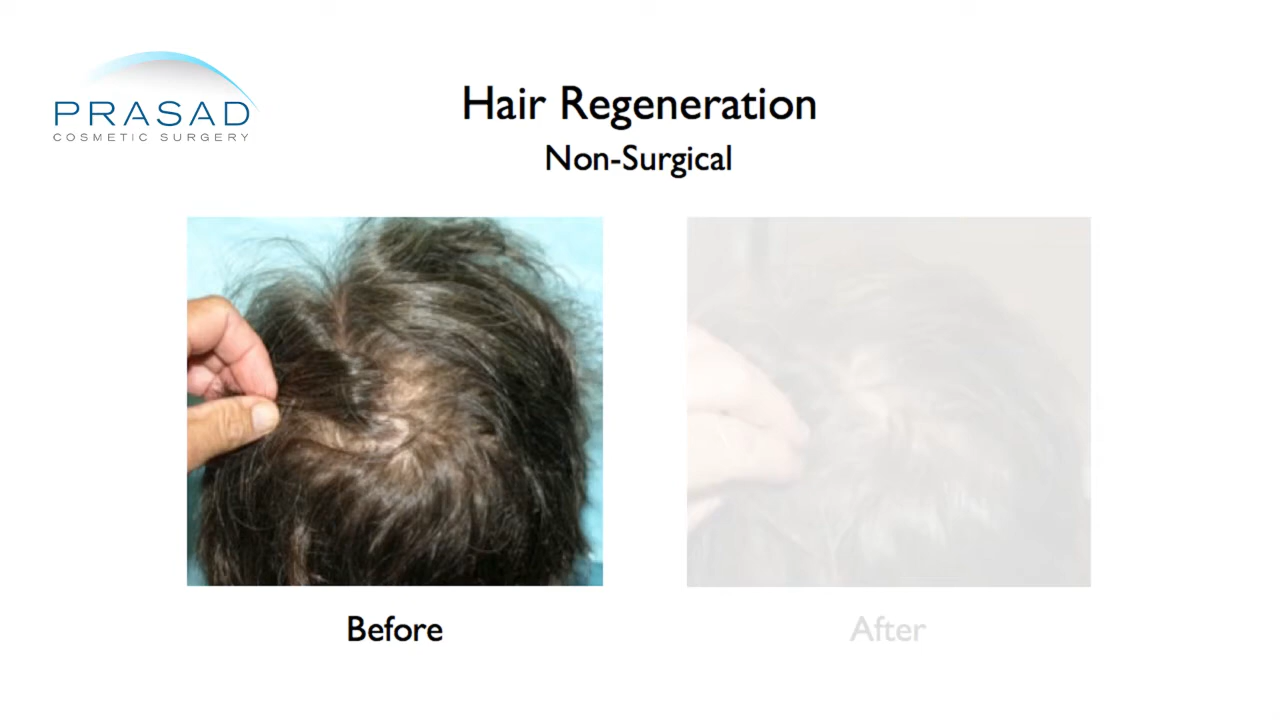 PRASAD
COSMETIC SURGERY
Hair Regeneration
Non-Surgical
Before
After